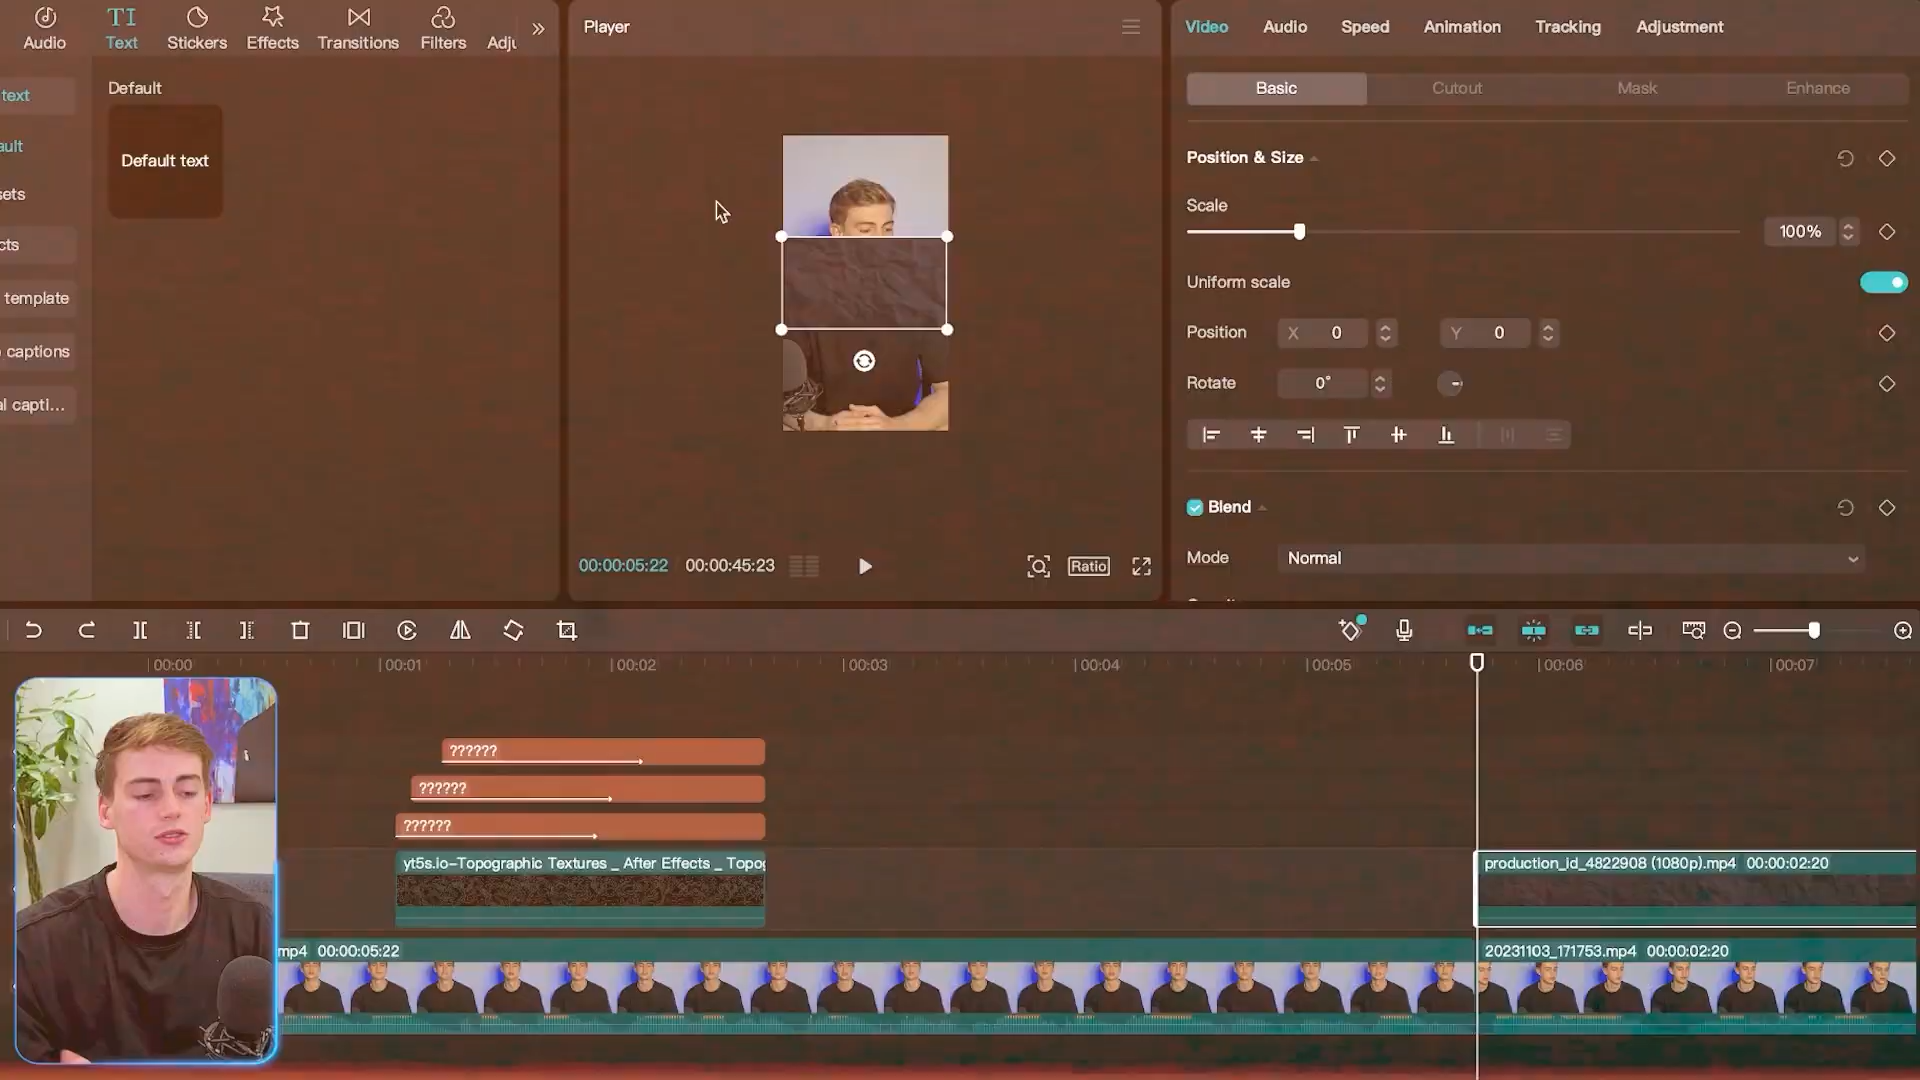 Audio
Text
Stickers
Effects
Transitions
Filters
Adju
Player
Video
Audio
Speed
Animation
Tracking
Adjustment
text
ault
sets
cts
template
captions
al capti...
Default
Default text
Basic
Cutout
Mask
Enhance
Position & Size
Scale
100%
Uniform scale
Position
X 0
Y 0
Rotate
0°
Blend
Mode
Normal
00:00:05:22 00:00:45:23
Ratio
00:00
00:01
00:02
00:03
00:04
00:05
00:06
00:07
??????
??????
??????
yt5s.io-Topographic Textures _ After Effects _ Topog
production_id_4822908 (1080p).mp4 00:00:02:20
mp4 00:00:05:22
20231103_171753.mp4 00:00:02:20